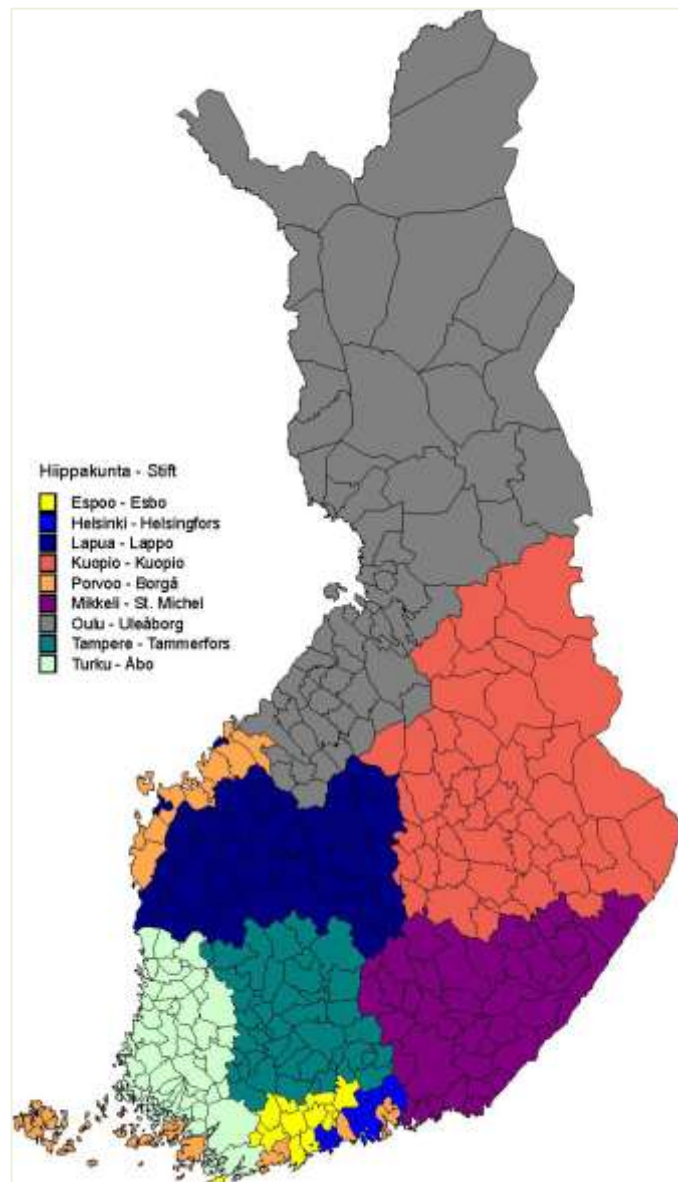 Hiippakunta - Stift
Espoo - Esbo
Helsinki - Helsingfors
Lapua - Lappo
Kuopio - Kuopio
Porvoo - Borgå
Mikkeli - St. Michel
Oulu - Uleåborg
Tampere - Tammerfors
Turku - Åbo